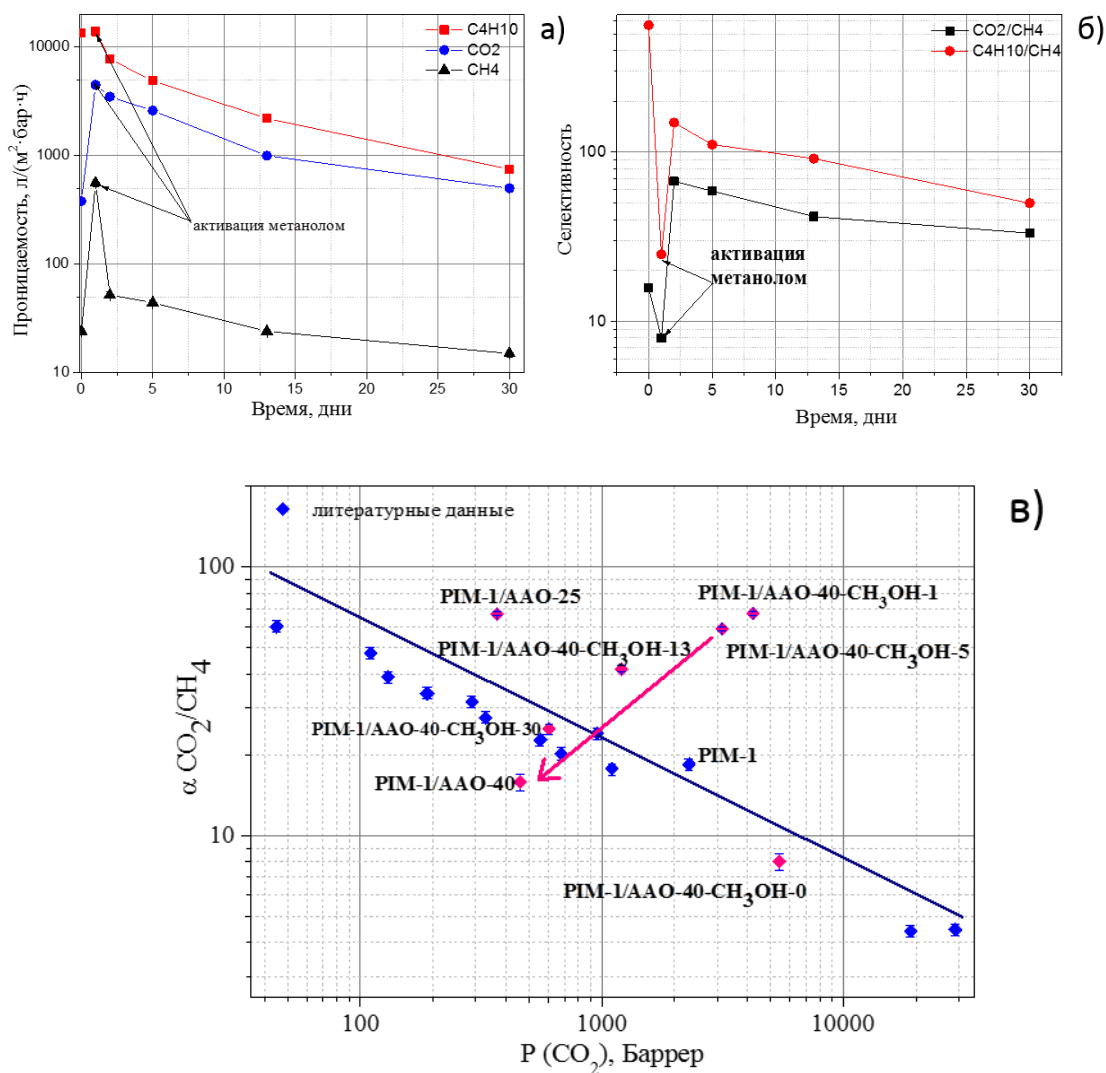 C4H10
CO2
CH4
а)
10000
1000
100
10
Проницаемость, л/(м²·бар·ч)
активация метанолом
0 5 10 15 20 25 30
Время, дни
CO2/CH4
C4H10/CH4
б)
100
10
Селективность
активация
метанолом
0 5 10 15 20 25 30
Время, дни
литературные данные
в)
100
10
α CO₂/CH₄
PIM-1/AAO-25
PIM-1/AAO-40-CH₃OH-1
PIM-1/AAO-40-CH₃OH-13
PIM-1/AAO-40-CH₃OH-5
PIM-1/AAO-40-CH₃OH-30
PIM-1
PIM-1/AAO-40
PIM-1/AAO-40-CH₃OH-0
100 1000 10000
P (CO₂), Баррер